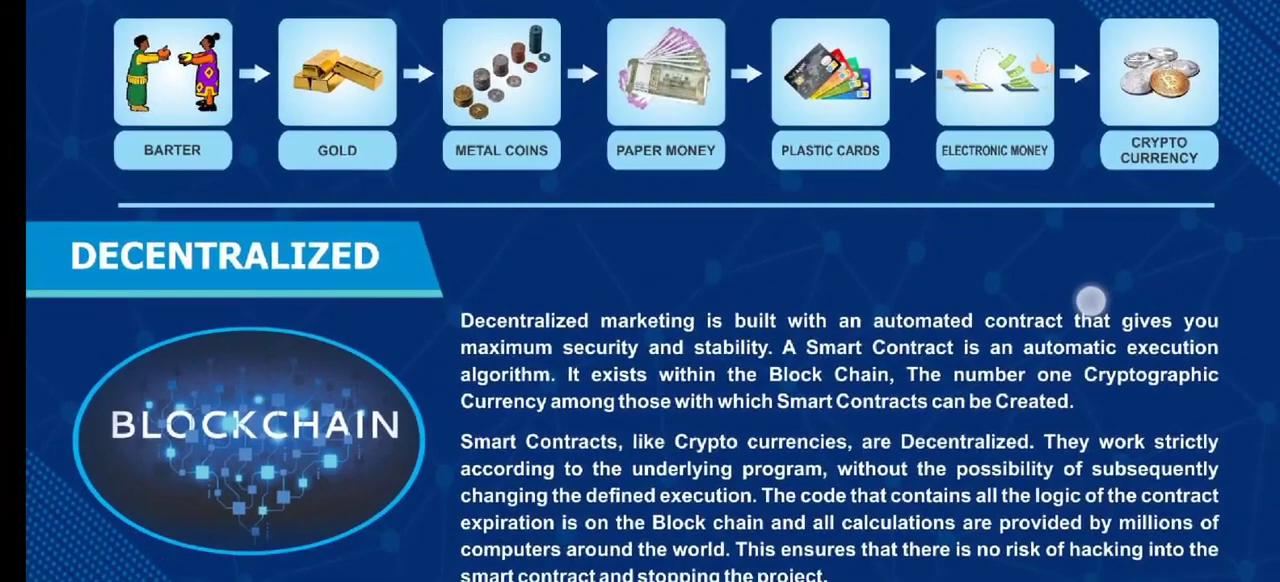 BARTER
GOLD
METAL COINS
PAPER MONEY
PLASTIC CARDS
ELECTRONIC MONEY
CRYPTO
CURRENCY
DECENTRALIZED
BLOCKCHAIN
Decentralized marketing is built with an automated contract that gives you
maximum security and stability. A Smart Contract is an automatic execution
algorithm. It exists within the Block Chain, The number one Cryptographic
Currency among those with which Smart Contracts can be Created.
Smart Contracts, like Crypto currencies, are Decentralized. They work strictly
according to the underlying program, without the possibility of subsequently
changing the defined execution. The code that contains all the logic of the contract
expiration is on the Block chain and all calculations are provided by millions of
computers around the world. This ensures that there is no risk of hacking into the
smart contract and stopping the project.